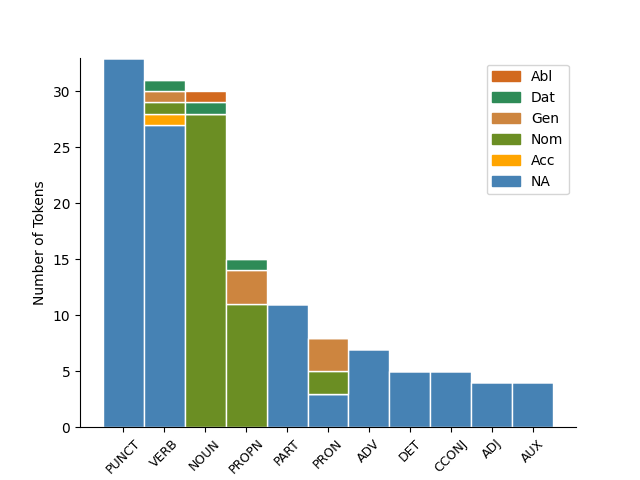 Abl
Dat
Gen
Nom
Acc
NA
Number of Tokens
30
25
20
15
10
5
0
PUNCT
VERB
NOUN
PROPN
PART
PRON
ADV
DET
CCONJ
ADJ
AUX